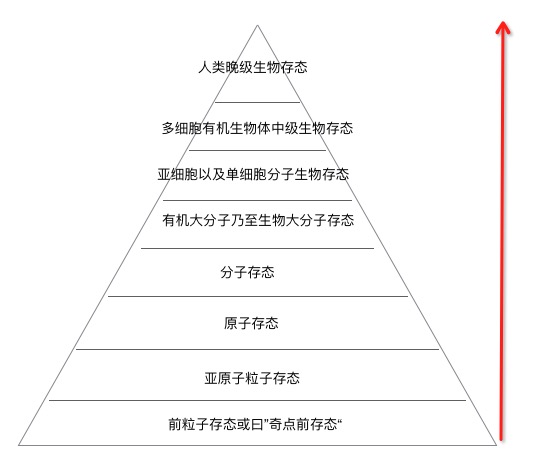 人类晚级生物存态
多细胞有机生物体中级生物存态
亚细胞以及单细胞分子生物存态
有机大分子乃至生物大分子存态
分子存态
原子存态
亚原子粒子存态
前粒子存态或曰”奇点前存态“